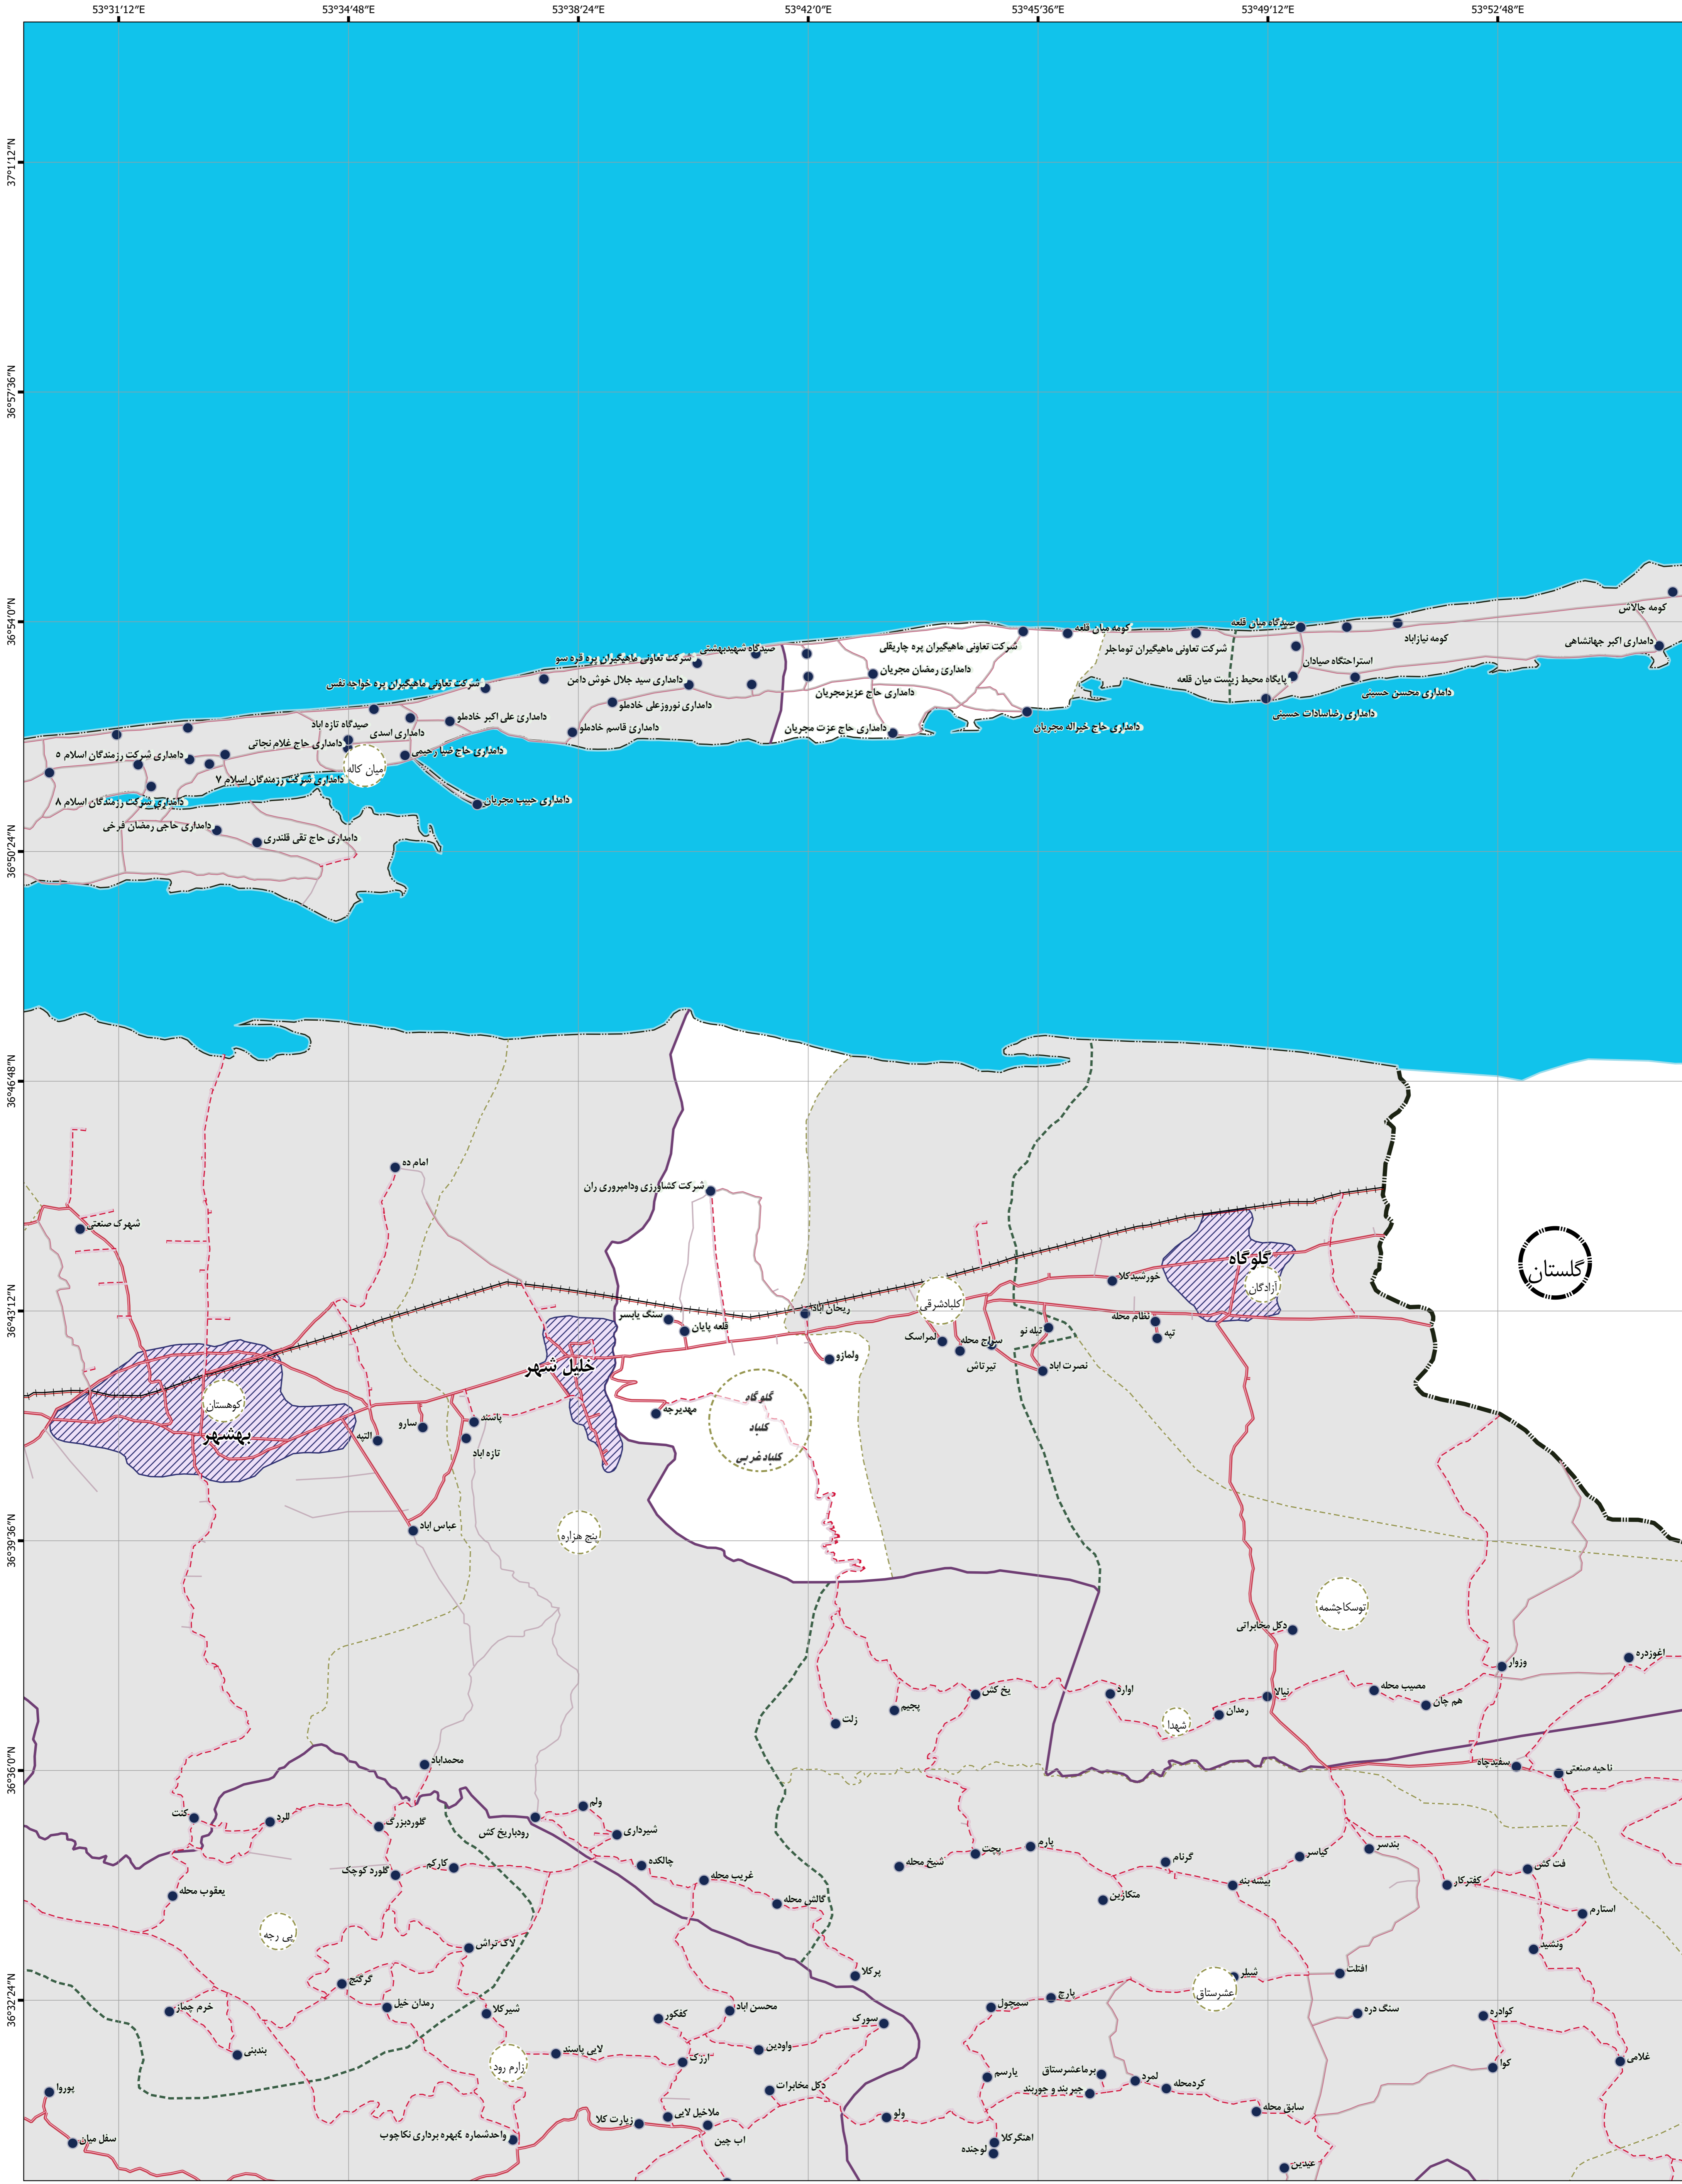 53°31'12"E
53°34'48"E
53°38'24"E
53°42'0"E
53°45'36"E
53°49'12"E
53°52'48"E
37°1'12"N
36°57'36"N
36°54'0"N
36°50'24"N
36°46'48"N
36°43'12"N
36°39'36"N
36°36'0"N
36°32'24"N
کومه چالاش
صیدگاه میان قلعه
کومه میان قلعه
کومه نیازاباد
دامداری اکبر جهانشاهی
شرکت تعاونی ماهیگیران توماجلر
شرکت تعاونی ماهیگیران پره چاریقلی
صیدگاه شهیدبهشتی
شرکت تعاونی ماهیگیران پره قره سو
استراحتگاه صیادان
دامداری رمضان مجریان
پایگاه محیط زیست میان قلعه
دامداری سید جلال خوش دامن
شرکت تعاونی ماهیگیران پره خواجه نفس
دامداری محسن حسینی
دامداری حاج عزیزمجریان
دامداری نوروزعلی خادملو
دامداری رضاسادات حسینی
دامداری علی اکبر خادملو
صیدگاه تازه اباد
دامداری حاج خیراله مجریان
دامداری حاج عزت مجریان
دامداری قاسم خادملو
دامداری اسدی
دامداری حاج غلام نجاتی
دامداری حاج ضیا رحیمی
دامداری شرکت رزمندگان اسلام ۵
میان کاله
دامداری شرکت رزمندگان اسلام ۷
دامداری شرکت رزمندگان اسلام ۸
دامداری حبیب مجریان
دامداری حاجی رمضان فرخی
دامداری حاج تقی قلندری
امام ده
شرکت کشاورزی ودامپروری ران
شهرک صنعتی
گلوگاه
آزادگان
گلستان
خورشیدکلا
کلبادشرقی
ریحان اباد
نظام محله
سنگ یابسر
قلعه پایان
تپه
تیله نو
لمراسک
سراج محله
تیرتاش
نصرت اباد
ولمازو
خلیل شهر
گلوگاه
کلباد
کلبادغربی
مهدیرجه
کوهستان
بهشهر
التپه
سارو
پاسند
تازه اباد
عباس اباد
پنج هزاره
توسکاچشمه
دکل مخابراتی
اغوزدره
وزوار
مصیب محله
هم چان
نیالا
رمدان
شهدا
اوارد
یخ کش
پجیم
زلت
محمداباد
سفیدچاه
ناحیه صنعتی
کنت
للرد
گلوردبزرگ
رودباریخ کش
ولم
شیرداری
بندسر
کیاسر
گرنام
پارم
پجت
شیخ محله
گلورد کوچک
کارکم
چالکده
غریب محله
گالش محله
یعقوب محله
بیشه بنه
متکازین
کفترکار
فت کش
استارم
ونشید
پی رجه
لاک تراش
پرکلا
شیلر
افتلت
عشرستاق
گرگنج
خرم چماز
رمدان خیل
شیرکلا
کفکور
محسن اباد
سورک
سمچول
پارچ
سنگ دره
کوادره
بندبنی
زارم رود
لایی پاسند
ارزک
واودین
یارسم
برماعشرستاق
لمرد
کردمحله
جیربند و جوربند
کوا
غلامی
پوروا
دکل مخابرات
سابق محله
ملاخیل لایی
زیارت کلا
اب چین
ولو
اهنگرکلا
لوجنده
سفل میان
واحدشماره ٤بهره برداری نکاچوب
عیدین